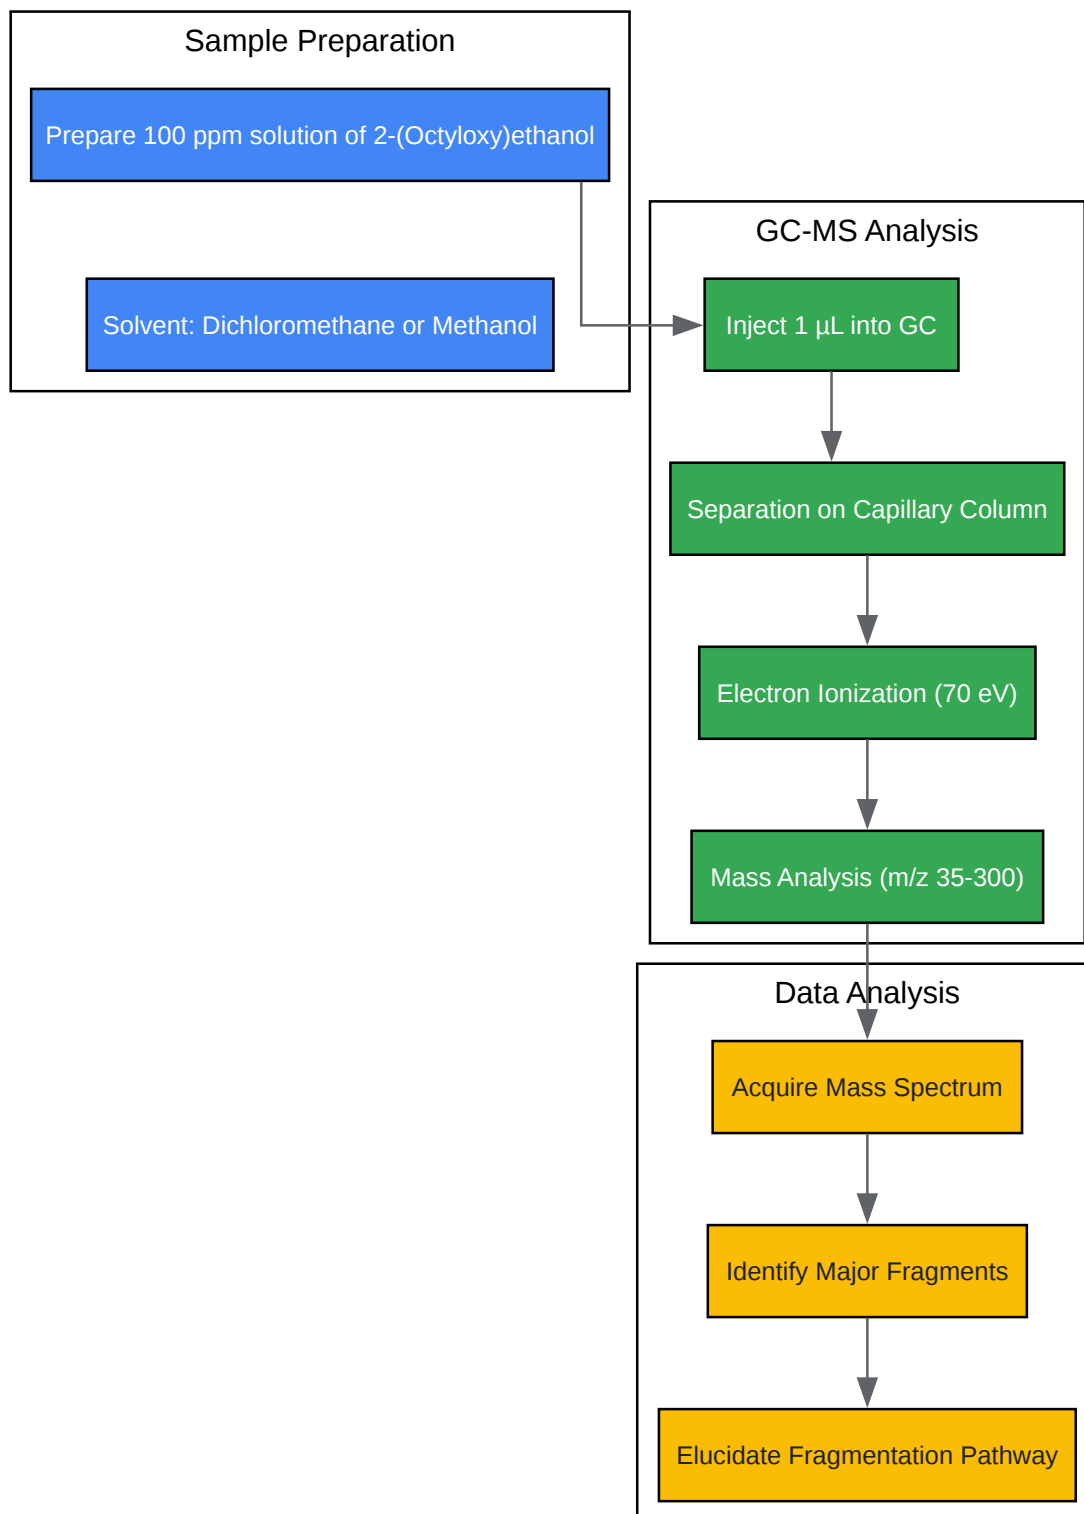 Sample Preparation
Prepare 100 ppm solution of 2-(Octyloxy)ethanol
Solvent: Dichloromethane or Methanol
GC-MS Analysis
Inject 1 µL into GC
Separation on Capillary Column
Electron Ionization (70 eV)
Mass Analysis (m/z 35-300)
Data Analysis
Acquire Mass Spectrum
Identify Major Fragments
Elucidate Fragmentation Pathway